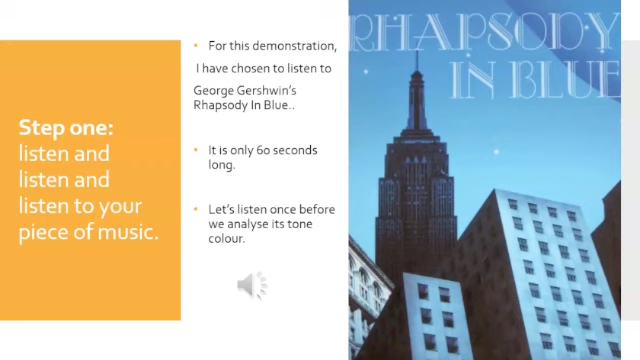 Step one:
listen and
listen and
listen to your
piece of music.
• For this demonstration,
I have chosen to listen to
George Gershwin's
Rhapsody In Blue..
• It is only 60 seconds
long.
• Let's listen once before
we analyse its tone
colour.
RHAPSODY
IN BLUE